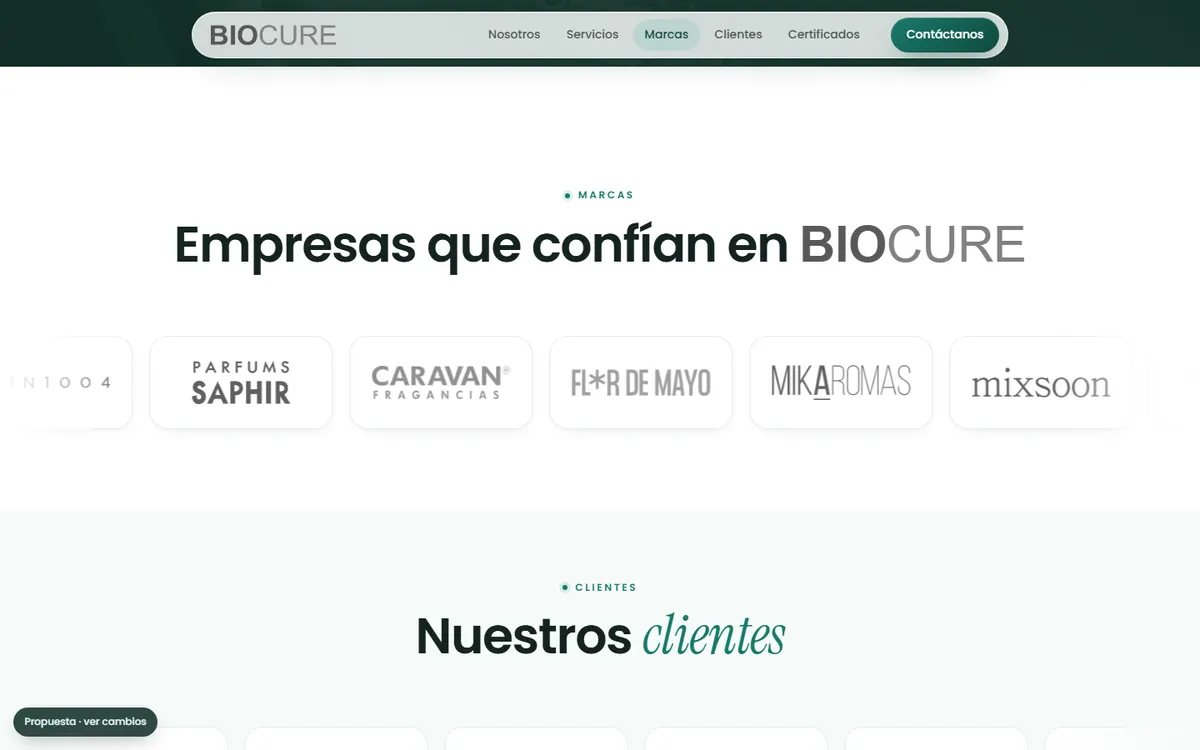 BIOCURE
Nosotros
Servicios
Marcas
Clientes
Certificados
Contáctanos
MARCAS
Empresas que confían en BIOCURE
N1004
PARFUMS
SAPHIR
CARAVAN®
FRAGANCIAS
FL*R DE MAYO
MIKAROMAS
mixsoon
CLIENTES
Nuestros clientes
Propuesta · ver cambios